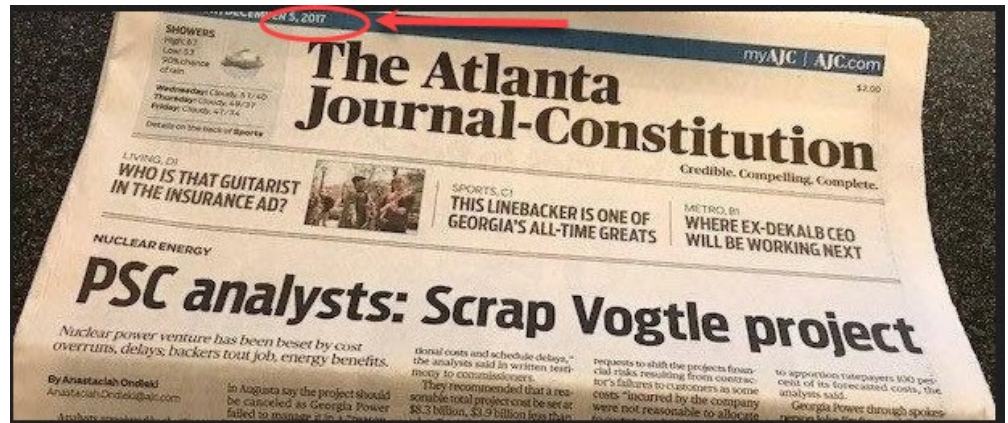 DECEMBER 5, 2017
myAJC | AJC.com
$2.00
SHOWERS
High: 67
Low: 53
90% chance
of rain
Wednesday: Cloudy, 51/40
Thursday: Cloudy, 49/37
Friday: Cloudy, 47/34
Details on the back of Sports
The Atlanta
Journal-Constitution
Credible. Compelling. Complete.
LIVING, D1
WHO IS THAT GUITARIST
IN THE INSURANCE AD?
SPORTS, C1
THIS LINEBACKER IS ONE OF
GEORGIA'S ALL-TIME GREATS
METRO, B1
WHERE EX-DEKALB CEO
WILL BE WORKING NEXT
NUCLEAR ENERGY
PSC analysts: Scrap Vogtle project
Nuclear power venture has been beset by cost
overruns, delays; backers tout job, energy benefits.
By Anastaciah Ondieki
Anastaciah.Ondieki@ajc.com
in Augusta say the project should
be canceled as Georgia Power
failed to manage it in a
tional costs and schedule delays,"
the analysts said in written testi-
mony to commissioners.
They recommended that a rea-
sonable total project cost be set at
$8.3 billion, $3.9 billion less than
requests to shift the projects finan-
cial risks resulting from contrac-
tor's failures to customers as some
costs "incurred by the company
were not reasonable to allocate
to apportion ratepayers 100 per-
cent of its forecasted costs, the
analysts said.
Georgia Power through spokes-